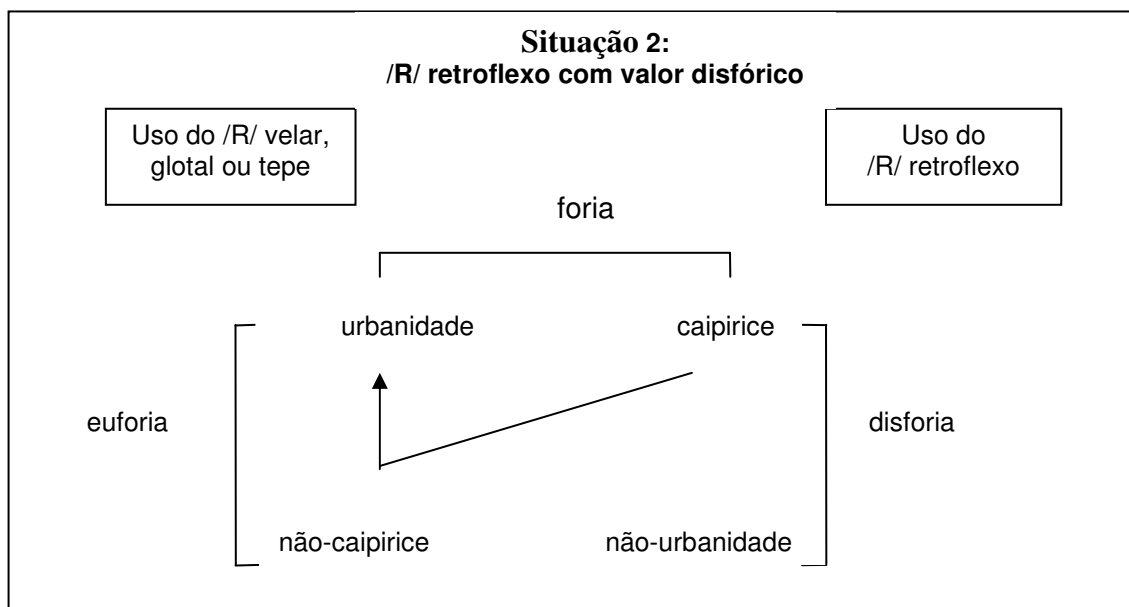 Situação 2:
/R/ retroflexo com valor disfórico
Uso do /R/ velar,
glotal ou tepe
Uso do
/R/ retroflexo
foria
urbanidade
caipirice
euforia
disforia
não-caipirice
não-urbanidade